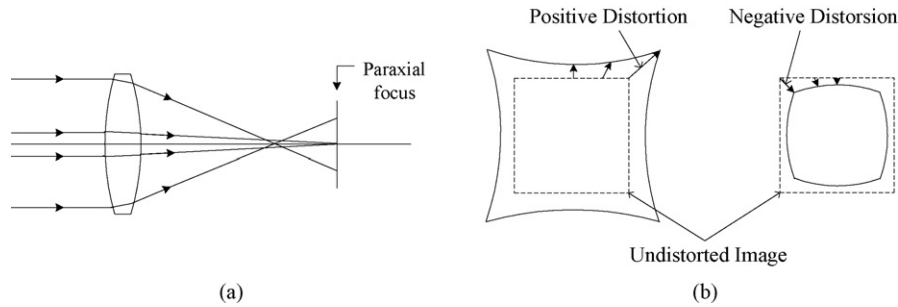 Paraxial
focus
(a)
Positive Distortion
Negative Distorsion
Undistorted Image
(b)